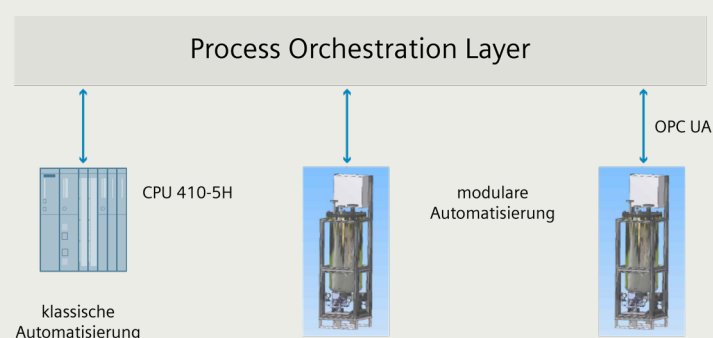 Process Orchestration Layer
OPC UA
CPU 410-5H
modulare
Automatisierung
klassische
Automatisierung